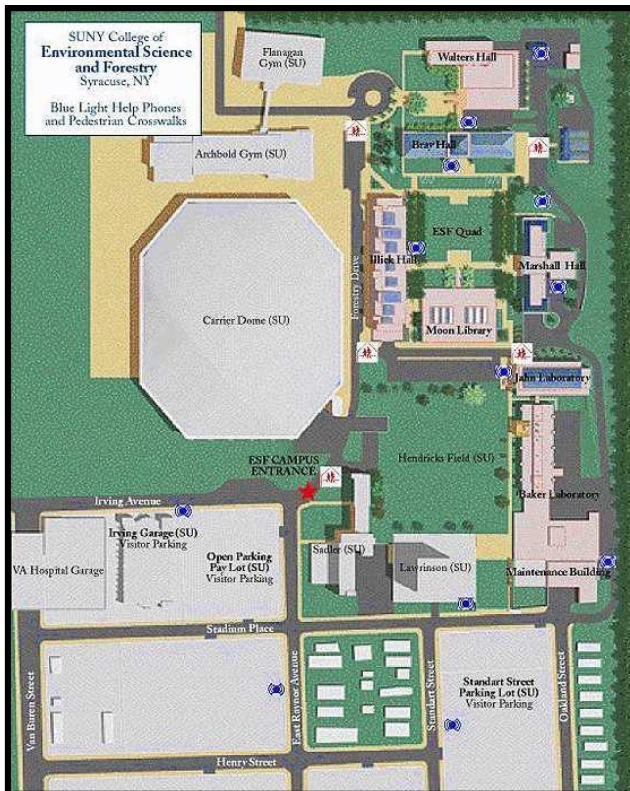 SUNY College of
Environmental Science
and Forestry
Syracuse, NY
Blue Light Help Phones
and Pedestrian Crosswalks
Flanagan
Gym (SU)
Walters Hall
Archbold Gym (SU)
Bray Hall
ESF Quad
Illick Hall
Marshall Hall
Carrier Dome (SU)
Forestry Drive
Moon Library
Jahn Laboratory
ESF CAMPUS
ENTRANCE
Hendricks Field (SU)
Baker Laboratory
Irving Avenue
Irving Garage (SU)
Visitor Parking
Open Parking
Pay Lot (SU)
Visitor Parking
VA Hospital Garage
Sadler (SU)
Lawrinson (SU)
Maintenance Building
Stadium Place
Van Buren Street
East Raynor Avenue
Standart Street
Standart Street
Parking Lot (SU)
Visitor Parking
Oakland Street
Henry Street